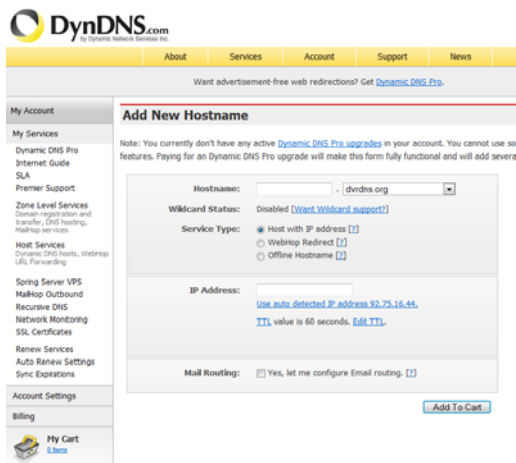 DynDNS.com
by Dynamic Network Services Inc.
About Services Account Support News
Want advertisement-free web redirections? Get Dynamic DNS Pro.
My Account
My Services
Dynamic DNS Pro
Internet Guide
SLA
Premier Support
Zone Level Services
Domain registration and
transfer, DNS hosting,
MailHop services
Host Services
Dynamic DNS hosts, WebHop
URL Forwarding
Spring Server VPS
MailHop Outbound
Recursive DNS
Network Monitoring
SSL Certificates
Renew Services
Auto Renew Settings
Sync Expirations
Account Settings
Billing
My Cart
0 items
Add New Hostname
Note: You currently don't have any active Dynamic DNS Pro upgrades in your account. You cannot use so
features. Paying for an Dynamic DNS Pro upgrade will make this form fully functional and will add severa
Hostname: . dvrdns.org
Wildcard Status: Disabled [Want Wildcard support?]
Service Type: Host with IP address [?]
WebHop Redirect [?]
Offline Hostname [?]
IP Address:
Use auto detected IP address 92.75.16.44.
TTL value is 60 seconds. Edit TTL.
Mail Routing: Yes, let me configure Email routing. [?]
Add To Cart